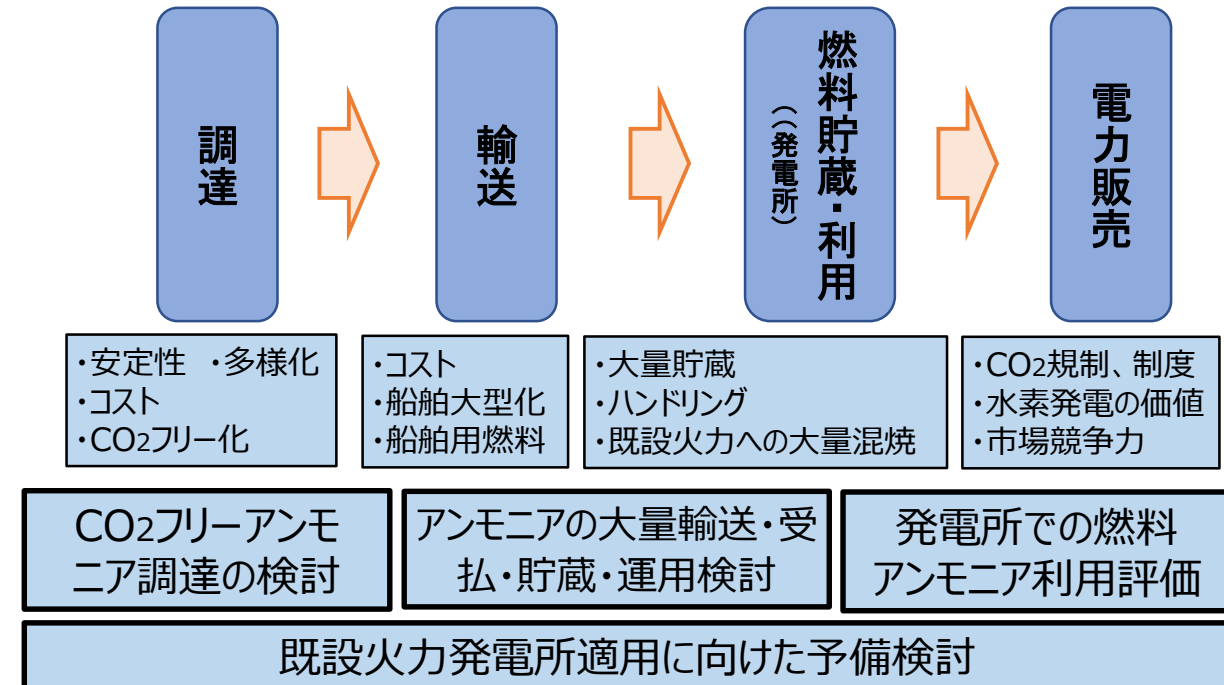 調達
輸送
燃料貯蔵・利用
（（発電所）
電力販売
・安定性　・多様化
・コスト
・CO2フリー化
・コスト
・船舶大型化
・船舶用燃料
・大量貯蔵
・ハンドリング
・既設火力への大量混焼
・CO2規制、制度
・水素発電の価値
・市場競争力
CO2フリーアンモ
ニア調達の検討
アンモニアの大量輸送・受
払・貯蔵・運用検討
発電所での燃料
アンモニア利用評価
既設火力発電所適用に向けた予備検討